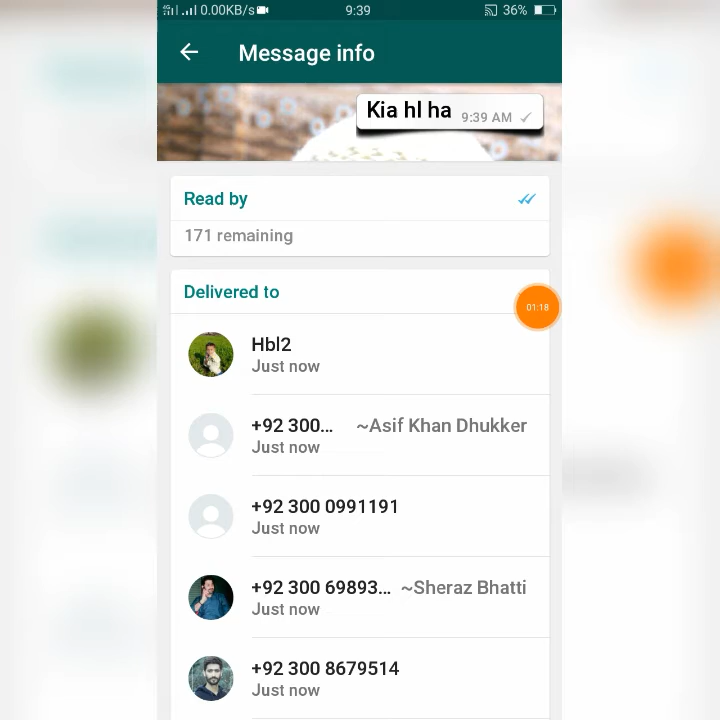 0.00KB/s 9:39 36%
Message info
Kia hl ha 9:39 AM
Read by
171 remaining
Delivered to
01:18
Hbl2
Just now
+92 300... ~Asif Khan Dhukker
Just now
+92 300 0991191
Just now
+92 300 69893... ~Sheraz Bhatti
Just now
+92 300 8679514
Just now